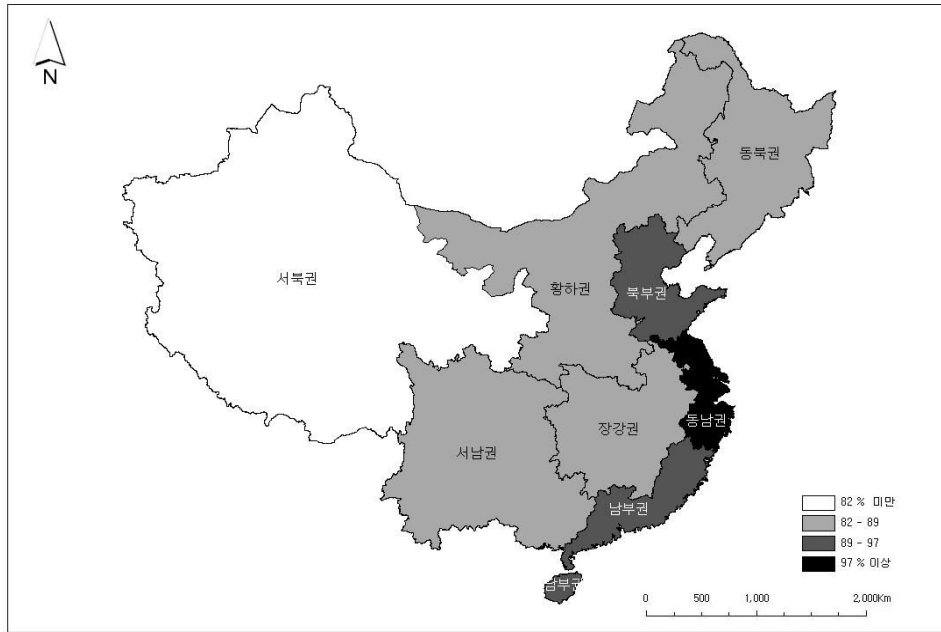 N
동북권
서북권
황하권
북부권
동남권
장강권
서남권
남부권
남부권
82 % 미만
82 - 89
89 - 97
97 % 이상
0 500 1,000 2,000Km